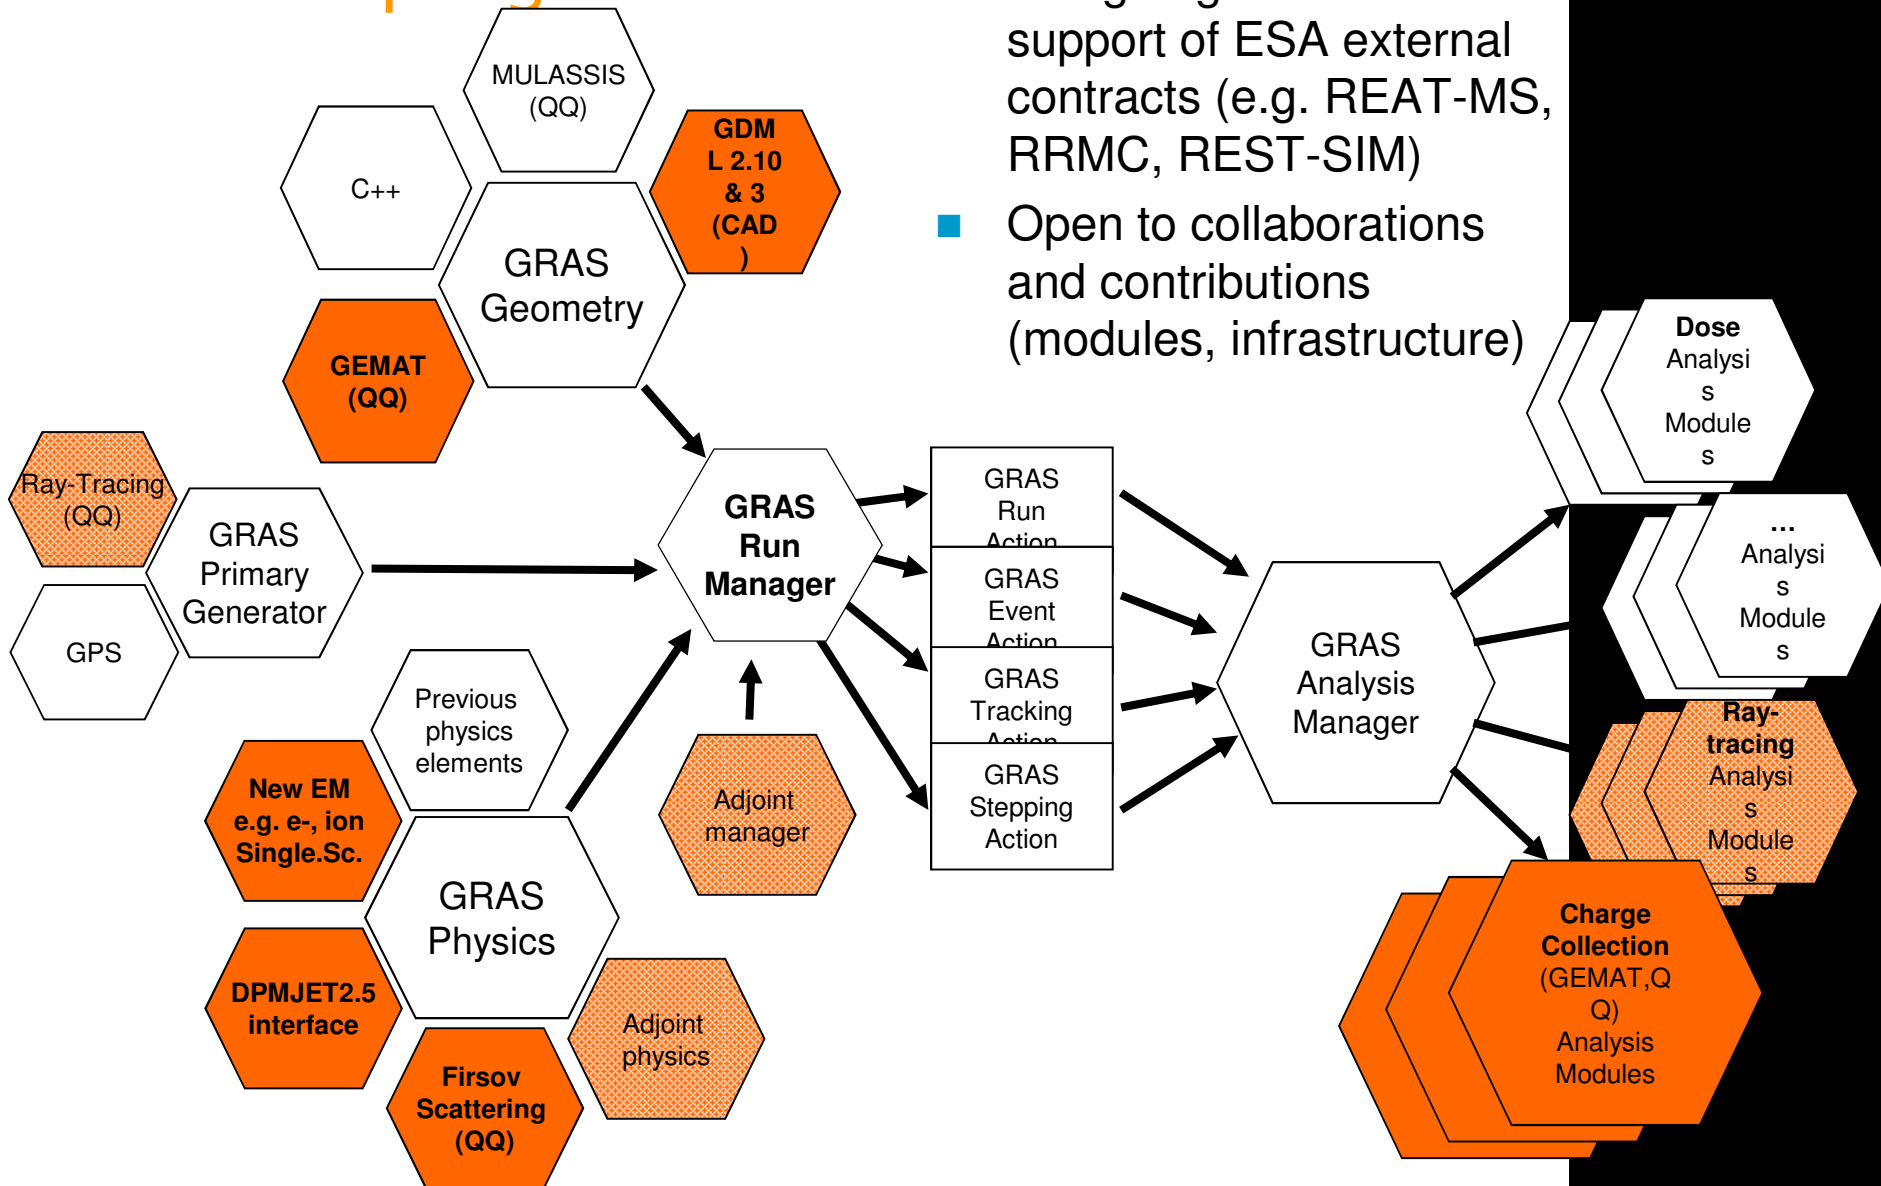 support of ESA external
contracts (e.g. REAT-MS,
RRMC, REST-SIM)
■ Open to collaborations
and contributions
(modules, infrastructure)
MULASSIS
(QQ)
C++
GDM
L 2.10
& 3
(CAD
)
GRAS
Geometry
GEMAT
(QQ)
Ray-Tracing
(QQ)
GRAS
Primary
Generator
GPS
GRAS
Run
Manager
Previous
physics
elements
New EM
e.g. e-, ion
Single.Sc.
GRAS
Physics
DPMJET2.5
interface
Firsov
Scattering
(QQ)
Adjoint
physics
Adjoint
manager
GRAS
Run
Action
GRAS
Event
Action
GRAS
Tracking
Action
GRAS
Stepping
Action
GRAS
Analysis
Manager
Dose
Analysi
s
Module
s
...
Analysi
s
Module
s
Ray-
tracing
Analysi
s
Module
s
Charge
Collection
(GEMAT,Q
Q)
Analysis
Modules